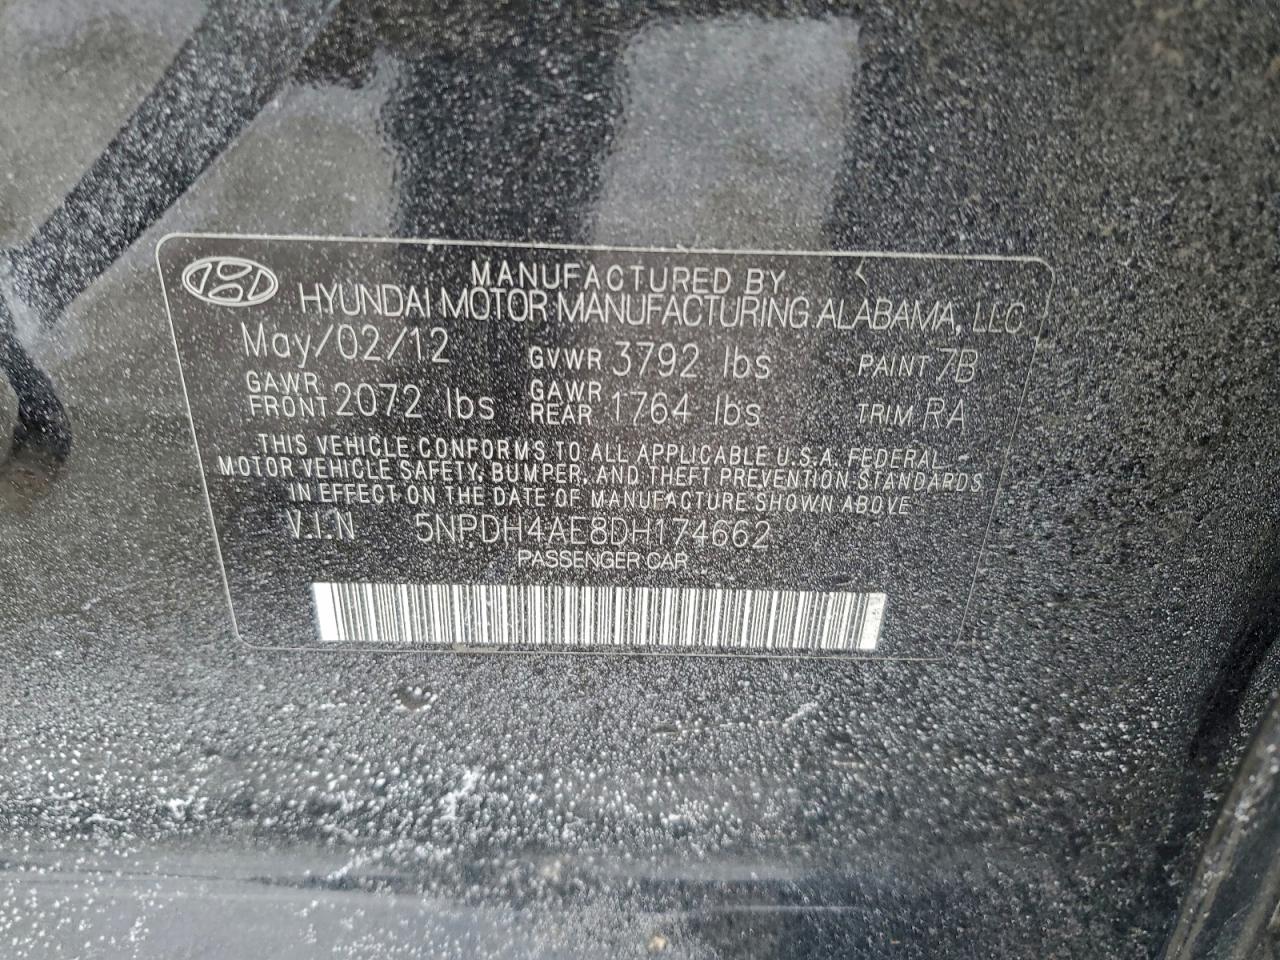 MANUFACTURED BY
HYUNDAI MOTOR MANUFACTURING ALABAMA, LLC
May/02/12 GVWR 3792 lbs PAINT 7B
GAWR FRONT 2072 lbs GAWR REAR 1764 lbs TRIM RA
THIS VEHICLE CONFORMS TO ALL APPLICABLE U.S.A. FEDERAL
MOTOR VEHICLE SAFETY, BUMPER, AND THEFT PREVENTION STANDARDS
IN EFFECT ON THE DATE OF MANUFACTURE SHOWN ABOVE
V.I.N 5NPDH4AE8DH174662
PASSENGER CAR